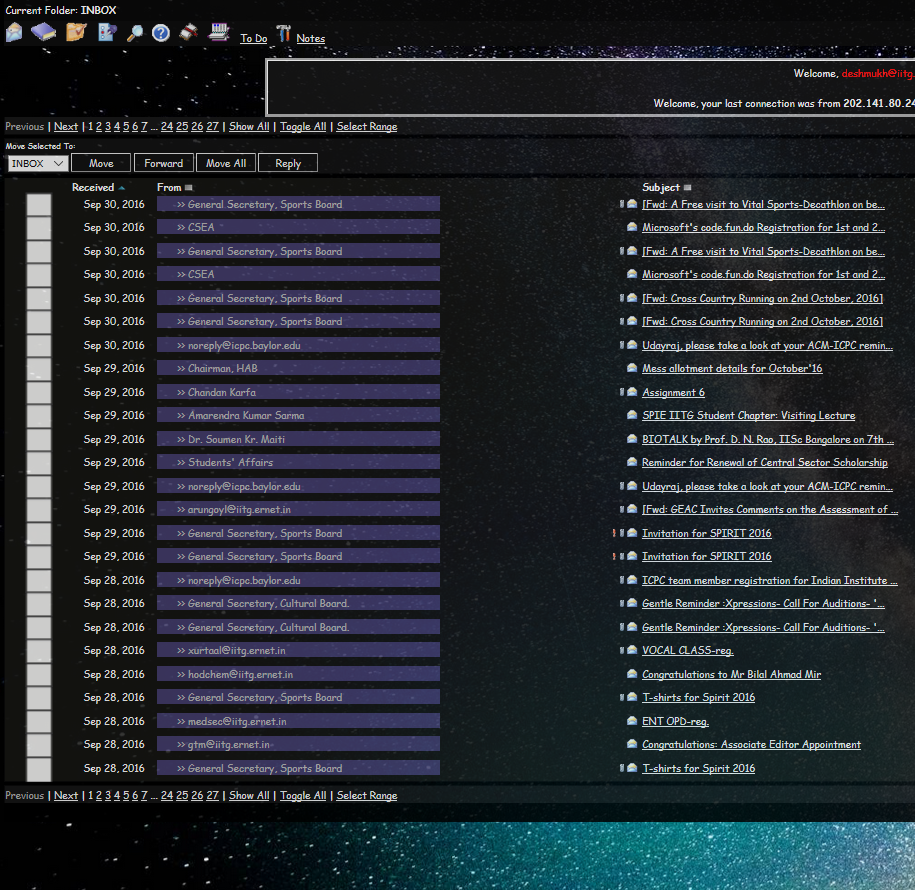 Current Folder: INBOX
To Do Notes
Welcome, deshmukh@iitg.
Welcome, your last connection was from 202.141.80.24
Previous | Next | 1 2 3 4 5 6 7 ... 24 25 26 27 | Show All | Toggle All | Select Range
Move Selected To:
INBOX Move Forward Move All Reply
Received From Subject
Sep 30, 2016 >> General Secretary, Sports Board [Fwd: A Free visit to Vital Sports-Decathlon on be...
Sep 30, 2016 >> CSEA Microsoft's code.fun.do Registration for 1st and 2...
Sep 30, 2016 >> General Secretary, Sports Board [Fwd: A Free visit to Vital Sports-Decathlon on be...
Sep 30, 2016 >> CSEA Microsoft's code.fun.do Registration for 1st and 2...
Sep 30, 2016 >> General Secretary, Sports Board [Fwd: Cross Country Running on 2nd October, 2016]
Sep 30, 2016 >> General Secretary, Sports Board [Fwd: Cross Country Running on 2nd October, 2016]
Sep 30, 2016 >> noreply@icpc.baylor.edu Udayraj, please take a look at your ACM-ICPC remin...
Sep 29, 2016 >> Chairman, HAB Mess allotment details for October'16
Sep 29, 2016 >> Chandan Karfa Assignment 6
Sep 29, 2016 >> Amarendra Kumar Sarma SPIE IITG Student Chapter: Visiting Lecture
Sep 29, 2016 >> Dr. Soumen Kr. Maiti BIOTALK by Prof. D. N. Rao, IISc Bangalore on 7th ...
Sep 29, 2016 >> Students' Affairs Reminder for Renewal of Central Sector Scholarship
Sep 29, 2016 >> noreply@icpc.baylor.edu Udayraj, please take a look at your ACM-ICPC remin...
Sep 29, 2016 >> arungoyl@iitg.ernet.in [Fwd: GEAC Invites Comments on the Assessment of ...
Sep 29, 2016 >> General Secretary, Sports Board Invitation for SPIRIT 2016
Sep 29, 2016 >> General Secretary, Sports Board Invitation for SPIRIT 2016
Sep 28, 2016 >> noreply@icpc.baylor.edu ICPC team member registration for Indian Institute ...
Sep 28, 2016 >> General Secretary, Cultural Board. Gentle Reminder :Xpressions- Call For Auditions- '...
Sep 28, 2016 >> General Secretary, Cultural Board. Gentle Reminder :Xpressions- Call For Auditions- '...
Sep 28, 2016 >> xurtaal@iitg.ernet.in VOCAL CLASS-reg.
Sep 28, 2016 >> hodchem@iitg.ernet.in Congratulations to Mr Bilal Ahmad Mir
Sep 28, 2016 >> General Secretary, Sports Board T-shirts for Spirit 2016
Sep 28, 2016 >> medsec@iitg.ernet.in ENT OPD-reg.
Sep 28, 2016 >> gtm@iitg.ernet.in Congratulations: Associate Editor Appointment
Sep 28, 2016 >> General Secretary, Sports Board T-shirts for Spirit 2016
Previous | Next | 1 2 3 4 5 6 7 ... 24 25 26 27 | Show All | Toggle All | Select Range